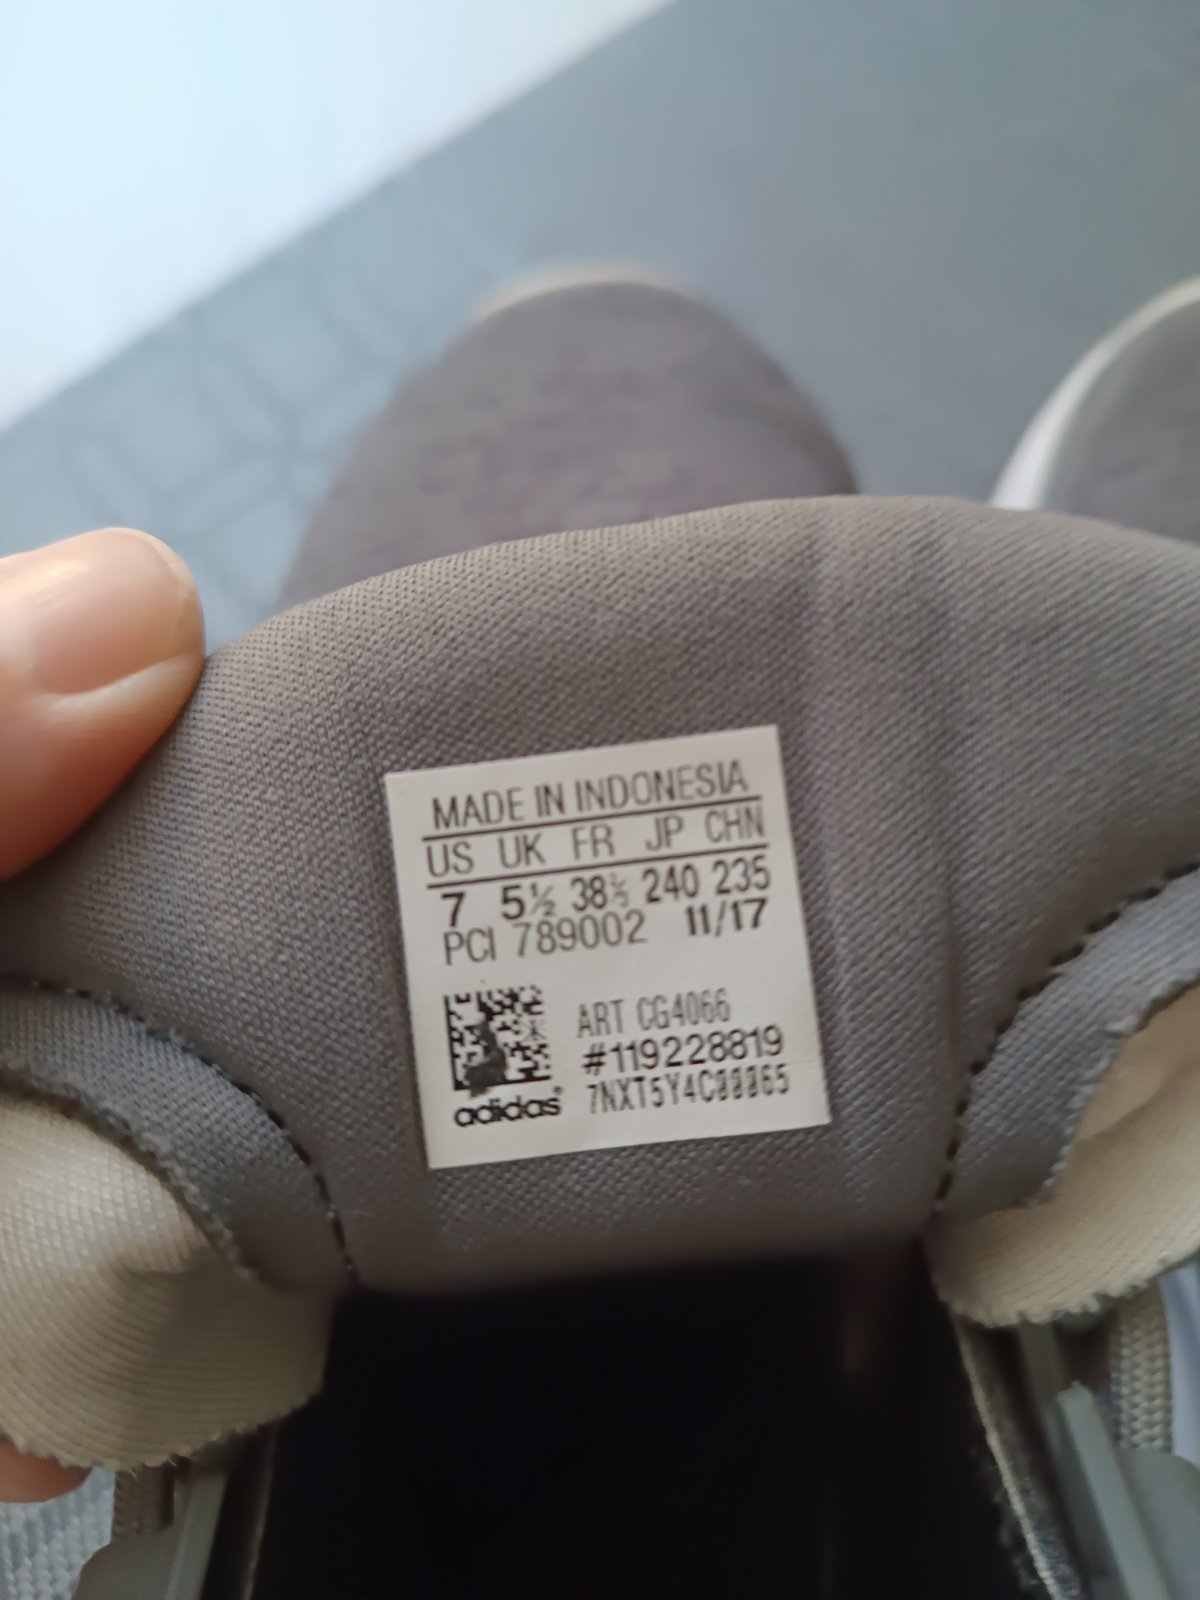 MADE IN INDONESIA
US UK FR JP CHN
7 5½ 38⅔ 240 235
PCI 789002 11/17
ART CG4066
#119228819
adidas® 7NXT5Y4C00065